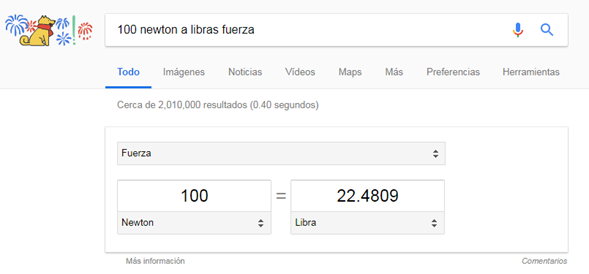 100 newton a libras fuerza
Todo Imágenes Noticias Vídeos Maps Más Preferencias Herramientas
Cerca de 2,010,000 resultados (0.40 segundos)
Fuerza
100 = 22.4809
Newton Libra
Más información Comentarios